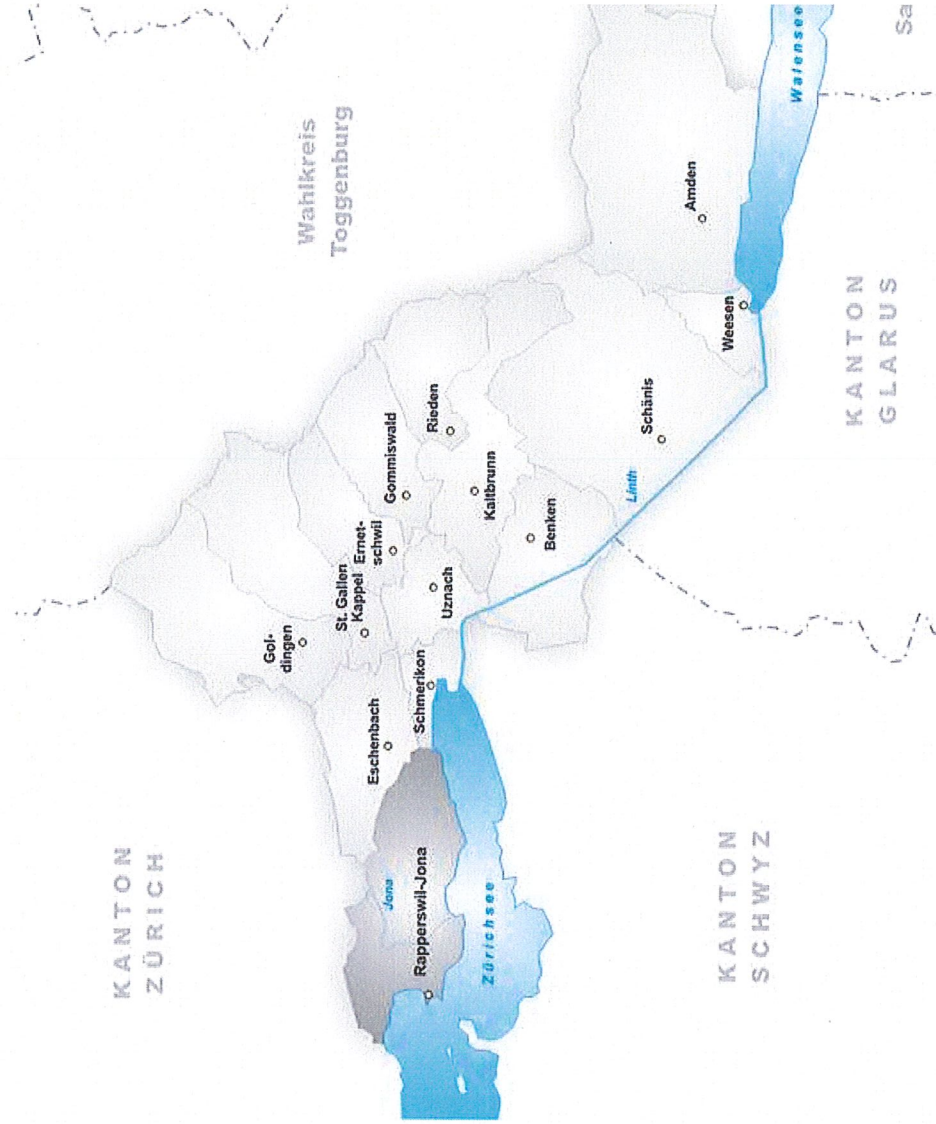 KANTON
ZÜRICH
Gol-
dingen
Wahlkreis
Toggenburg
St. Gallen
Kappel
Ernet-
schwil
Eschenbach
Gommiswald
Jona
Rapperswil-Jona
Schmerikon
Rieden
Uznach
Zürichsee
Kaltbrunn
Benken
Linth
Schänis
Amden
KANTON
SCHWYZ
Weesen
Walensee
KANTON
GLARUS
Sa